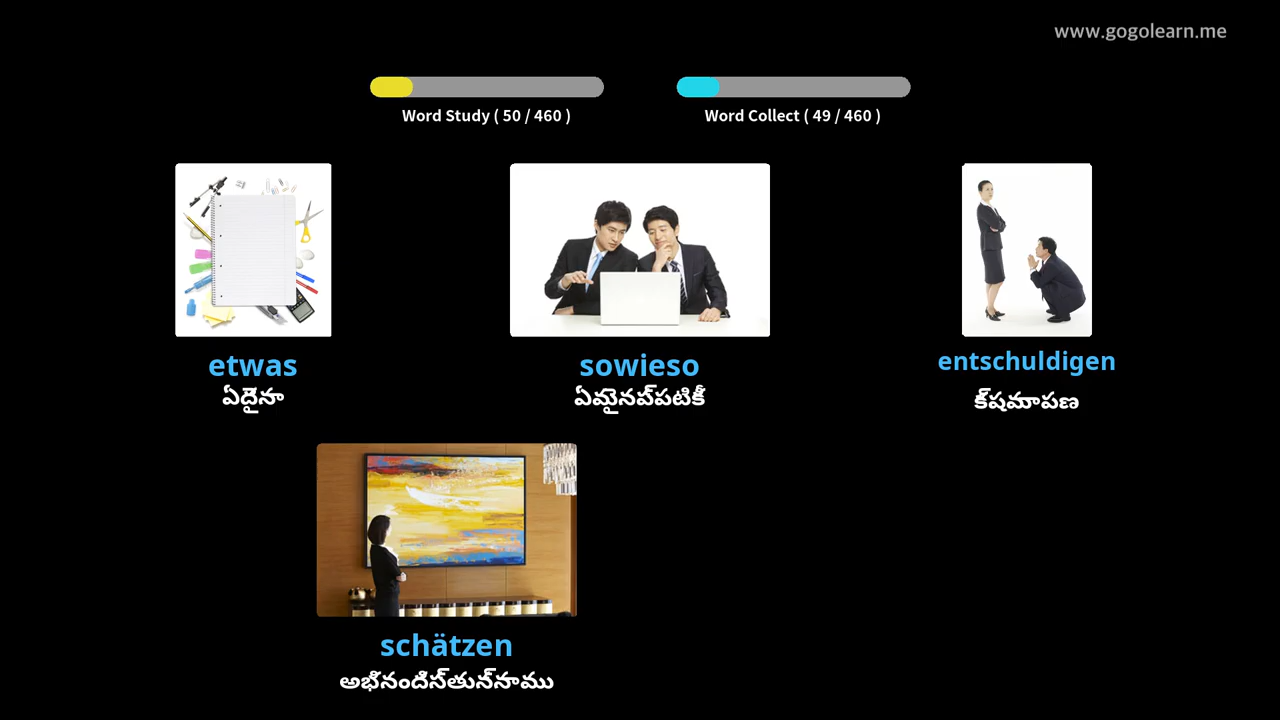 www.gogolearn.me
Word Study ( 50 / 460 )
Word Collect ( 49 / 460 )
etwas
ఏదైనా
sowieso
ఏమైనప్పటికీ
entschuldigen
క్షమాపణ
schätzen
అభినందిస్తున్నాము